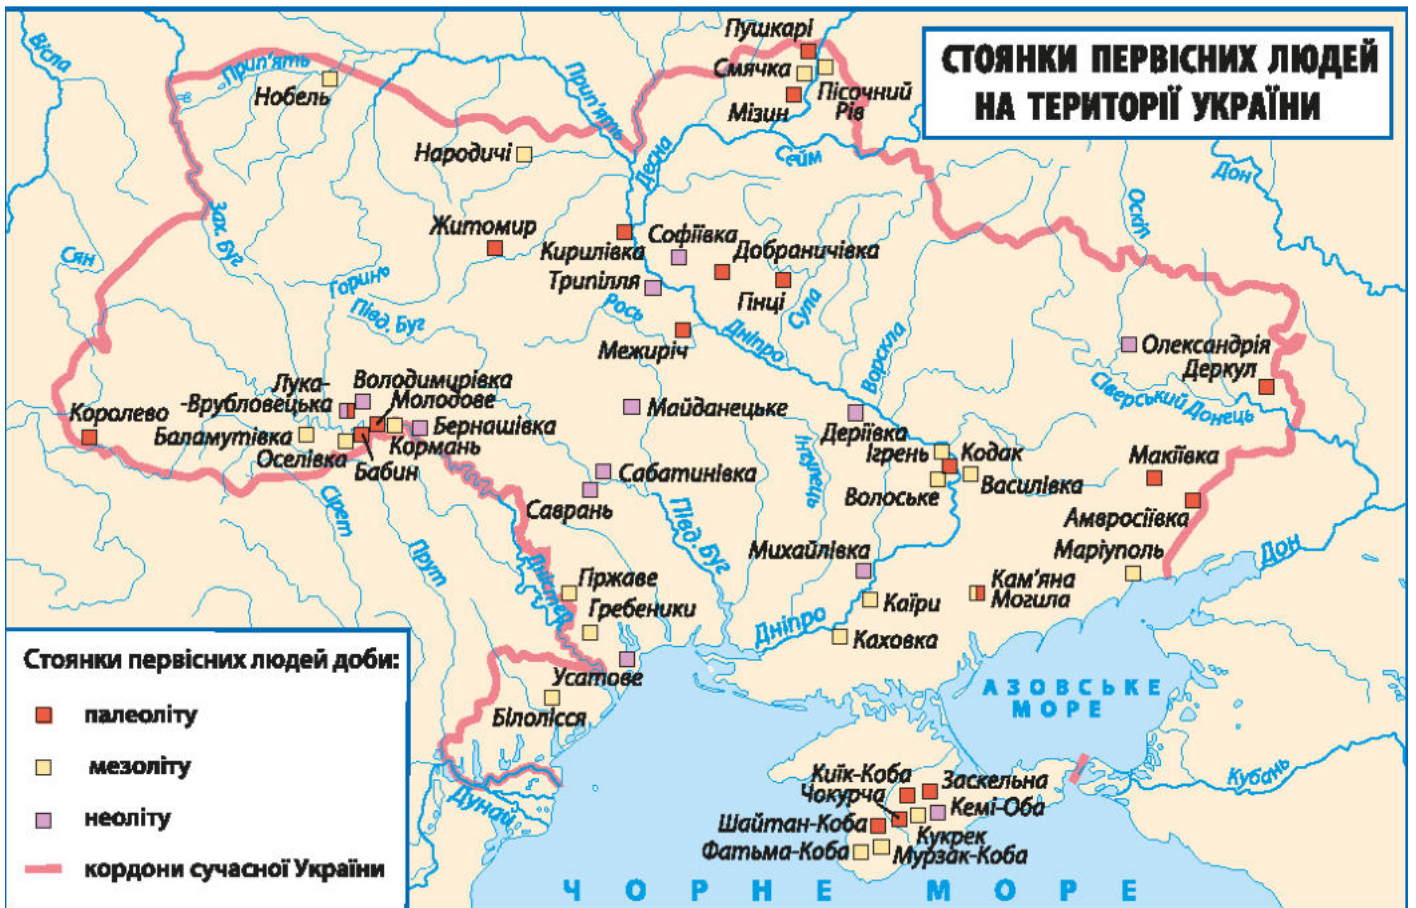 СТОЯНКИ ПЕРВІСНИХ ЛЮДЕЙ
НА ТЕРИТОРІЇ УКРАЇНИ
Вісла
Прип'ять
Нобель
Прип'ять
Пушкарі
Смячка
Мізин
Пісочний
Рів
Народичі
Десна
Сейм
Дон
Оскіл
Зах. Буг
Сян
Житомир
Кирилівка
Софіївка
Добраничівка
Трипілля
Гінці
Горинь
Півд. Буг
Рось
Сула
Межиріч
Дніпро
Ворскла
Олександрія
Деркул
Сіверський Донець
Лука-
-Врубловецька
Володимирівка
Молодове
Королево
Баламутівка
Оселівка
Бабин
Кормань
Бернашівка
Майданецьке
Деріївка
Ігрень
Кодак
Волоське
Василівка
Інгулець
Макіївка
Амвросіївка
Сабатинівка
Саврань
Сірет
Прут
Дністер
Півд. Буг
Михайлівка
Маріуполь
Дон
Гіржаве
Гребеники
Каїри
Кам'яна
Могила
Дніпро
Каховка
Усатове
Білолісся
АЗОВСЬКЕ
МОРЕ
Дунай
Кубань
Киїк-Коба
Чокурча
Заскельна
Кемі-Оба
Шайтан-Коба
Кукрек
Фатьма-Коба
Мурзак-Коба
ЧОРНЕ МОРЕ
Стоянки первісних людей доби:
палеоліту
мезоліту
неоліту
кордони сучасної України